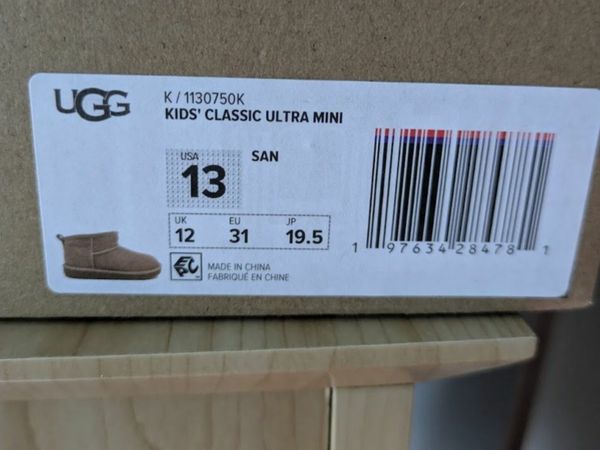 UGG
K / 1130750K
KIDS' CLASSIC ULTRA MINI
USA
13
SAN
UK EU JP
12 31 19.5
MADE IN CHINA
FABRIQUÉ EN CHINE
1 97634 28478 1